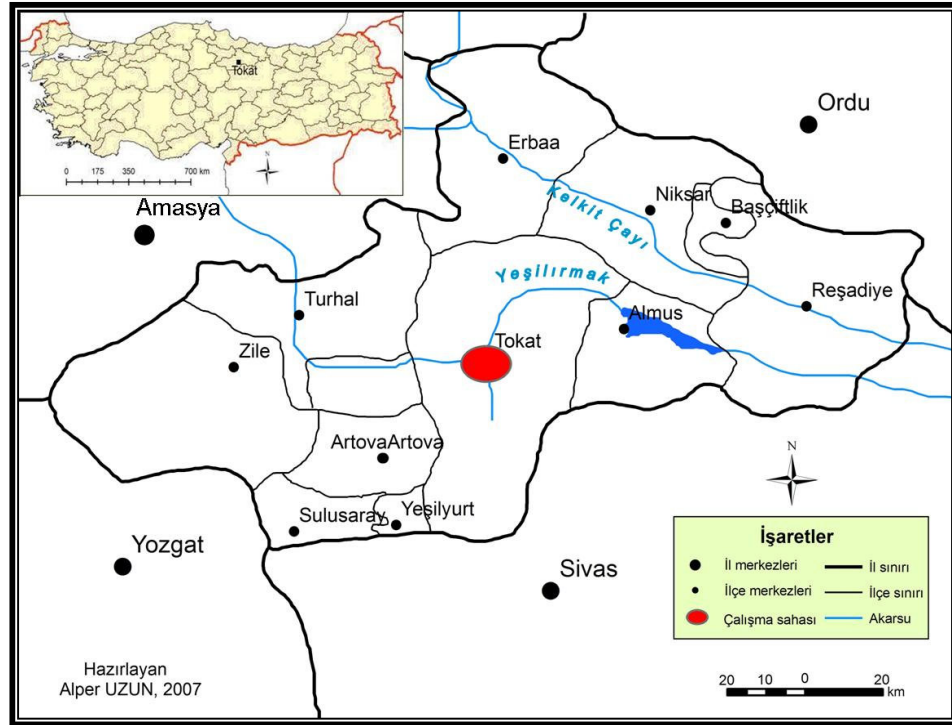 Tokat
N
0 175 350 700 km
Ordu
Erbaa
Niksar
Başçiftlik
Kelkit Çayı
Amasya
Yeşilırmak
Reşadiye
Turhal
Almus
Tokat
Zile
ArtovaArtova
N
Sulusaray
Yeşilyurt
Yozgat
Sivas
İşaretler
İl merkezleri
İl sınırı
İlçe merkezleri
İlçe sınırı
Çalışma sahası
Akarsu
Hazırlayan
Alper UZUN, 2007
20 10 0 20
km